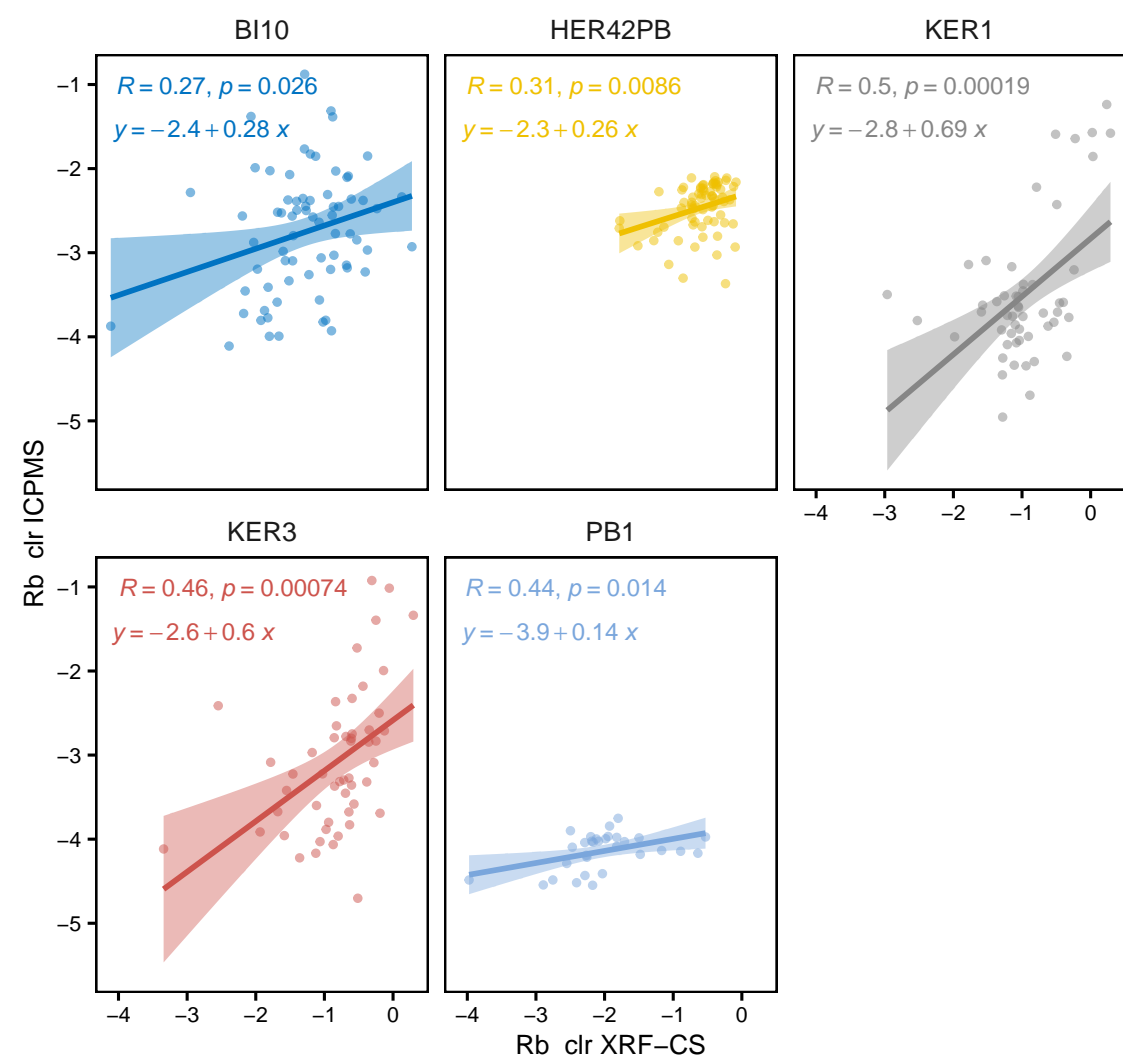 BI10
HER42PB
KER1
R = 0.27, p = 0.026
y = −2.4 + 0.28 x
R = 0.31, p = 0.0086
y = −2.3 + 0.26 x
R = 0.5, p = 0.00019
y = −2.8 + 0.69 x
−1
−2
−3
−4
−5
−4 −3 −2 −1 0
KER3
PB1
R = 0.46, p = 0.00074
y = −2.6 + 0.6 x
R = 0.44, p = 0.014
y = −3.9 + 0.14 x
−1
−2
−3
−4
−5
−4 −3 −2 −1 0
−4 −3 −2 −1 0
Rb clr ICPMS
Rb clr XRF−CS